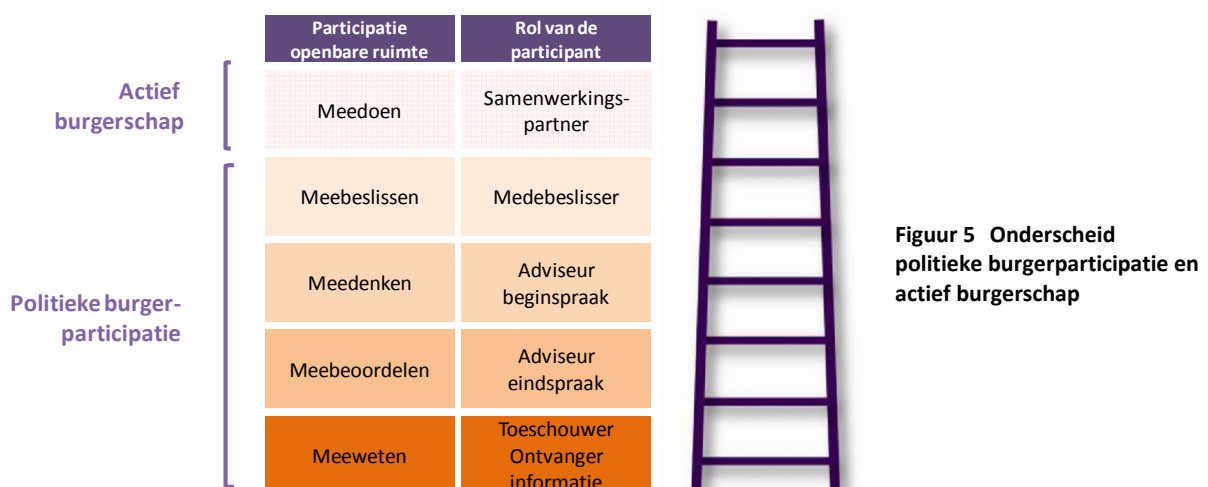 Participatie
openbare ruimte
Rol van de
participant
Actief
burgerschap
Meedoen
Samenwerkings-
partner
Meebeslissen
Medebeslisser
Politieke burger-
participatie
Meedenken
Adviseur
beginspraak
Meebeoordelen
Adviseur
eindspraak
Meeweten
Toeschouwer
Ontvanger
informatie
Figuur 5 Onderscheid
politieke burgerparticipatie en
actief burgerschap